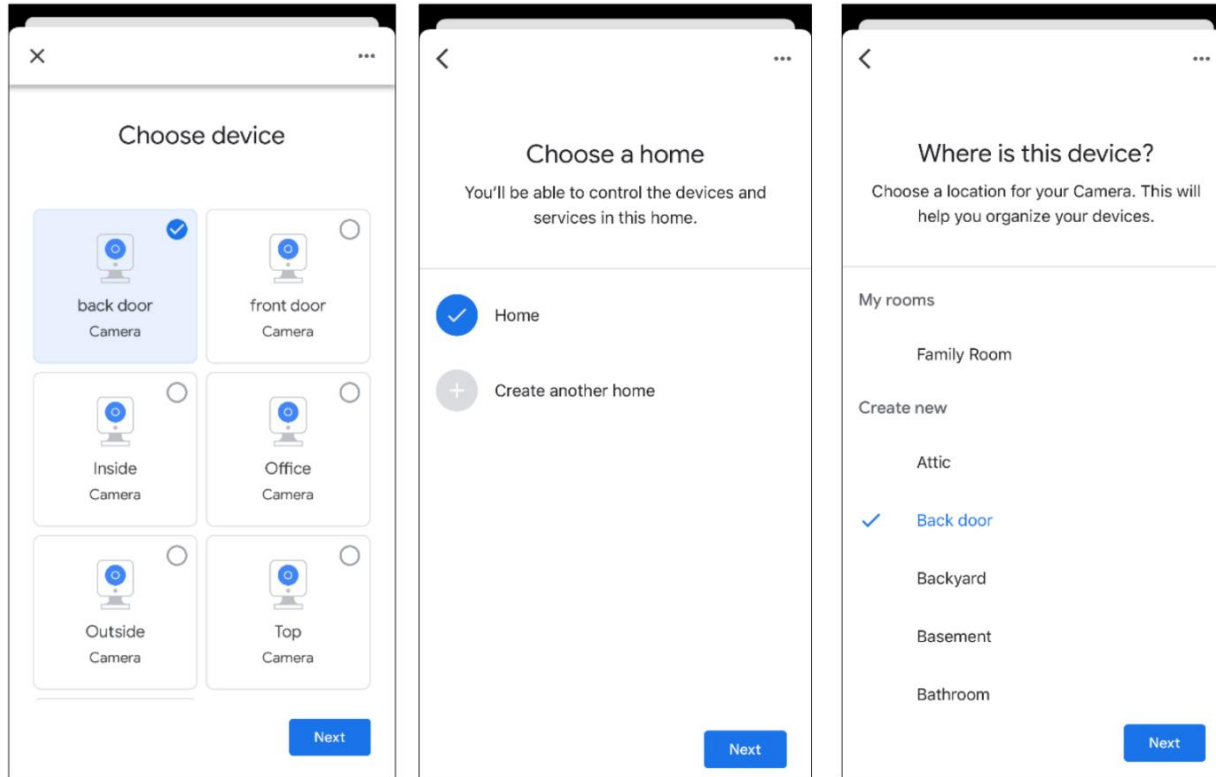 Choose device
back door
Camera
front door
Camera
Inside
Camera
Office
Camera
Outside
Camera
Top
Camera
Next
Choose a home
You'll be able to control the devices and
services in this home.
Home
Create another home
Next
Where is this device?
Choose a location for your Camera. This will
help you organize your devices.
My rooms
Family Room
Create new
Attic
Back door
Backyard
Basement
Bathroom
Next